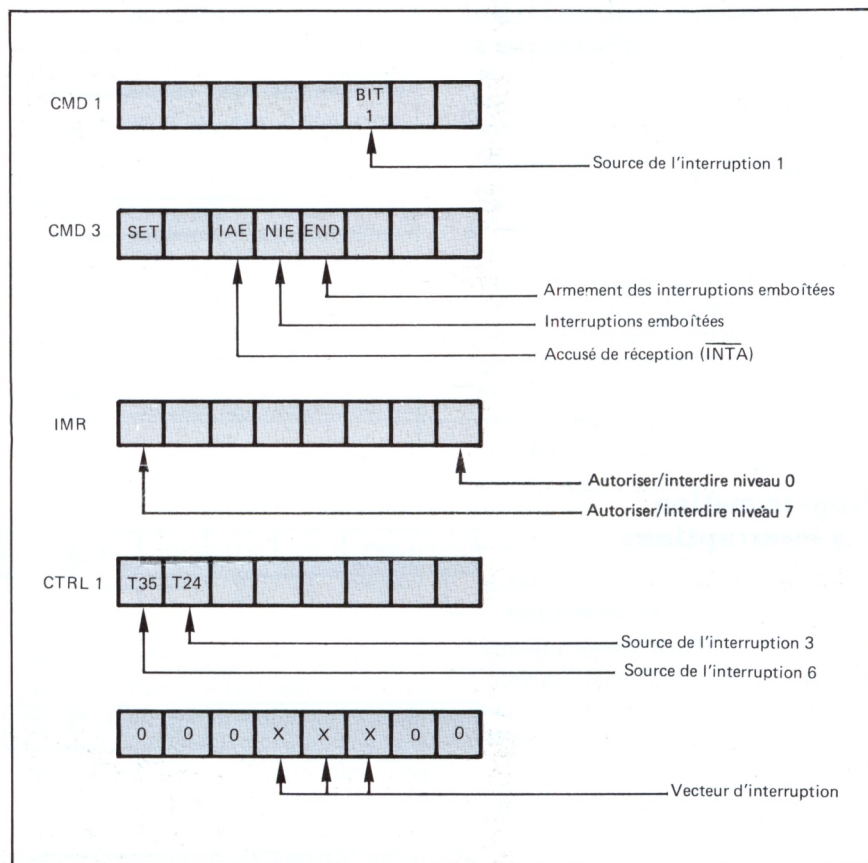 CMD 1
BIT
1
Source de l'interruption 1
CMD 3 SET IAE NIE END
Armement des interruptions emboîtées
Interruptions emboîtées
Accusé de réception (INTA)
IMR
Autoriser/interdire niveau 0
Autoriser/interdire niveau 7
CTRL 1 T35 T24
Source de l'interruption 3
Source de l'interruption 6
0 0 0 X X X 0 0
Vecteur d'interruption